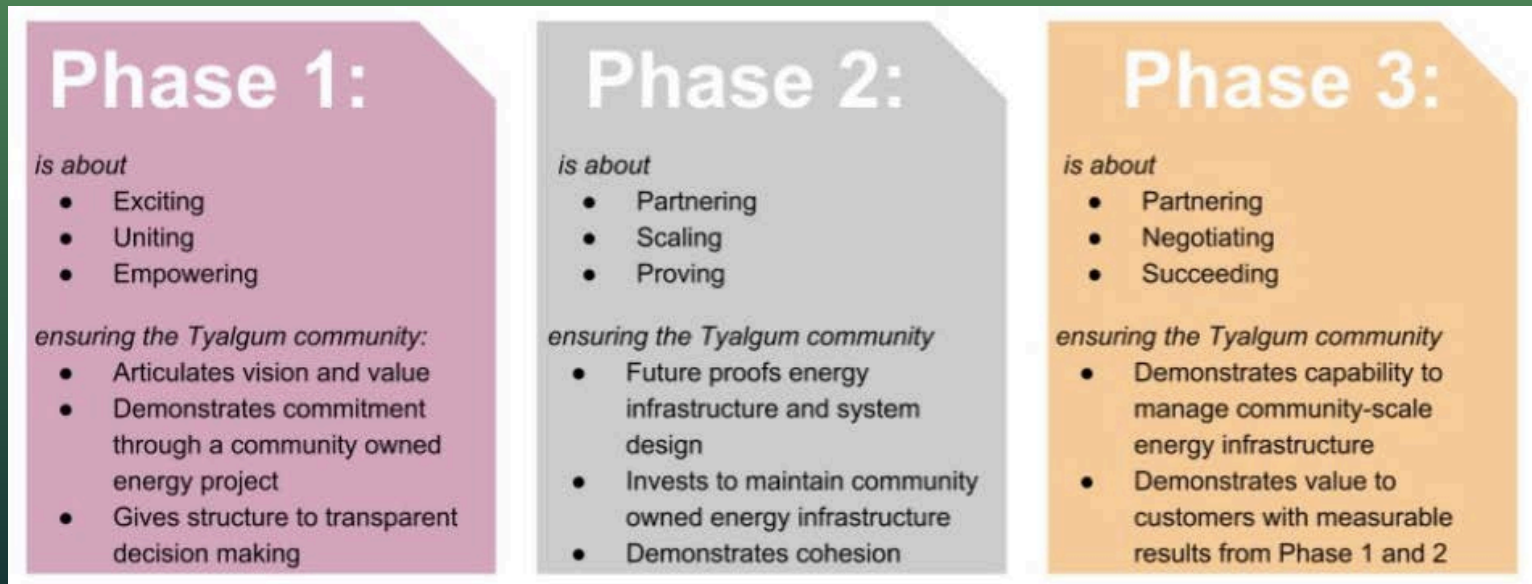 Phase 1:
is about
● Exciting
● Uniting
● Empowering
ensuring the Tyalgum community:
● Articulates vision and value
● Demonstrates commitment
through a community owned
energy project
● Gives structure to transparent
decision making
Phase 2:
is about
● Partnering
● Scaling
● Proving
ensuring the Tyalgum community
● Future proofs energy
infrastructure and system
design
● Invests to maintain community
owned energy infrastructure
● Demonstrates cohesion
Phase 3:
is about
● Partnering
● Negotiating
● Succeeding
ensuring the Tyalgum community
● Demonstrates capability to
manage community-scale
energy infrastructure
● Demonstrates value to
customers with measurable
results from Phase 1 and 2